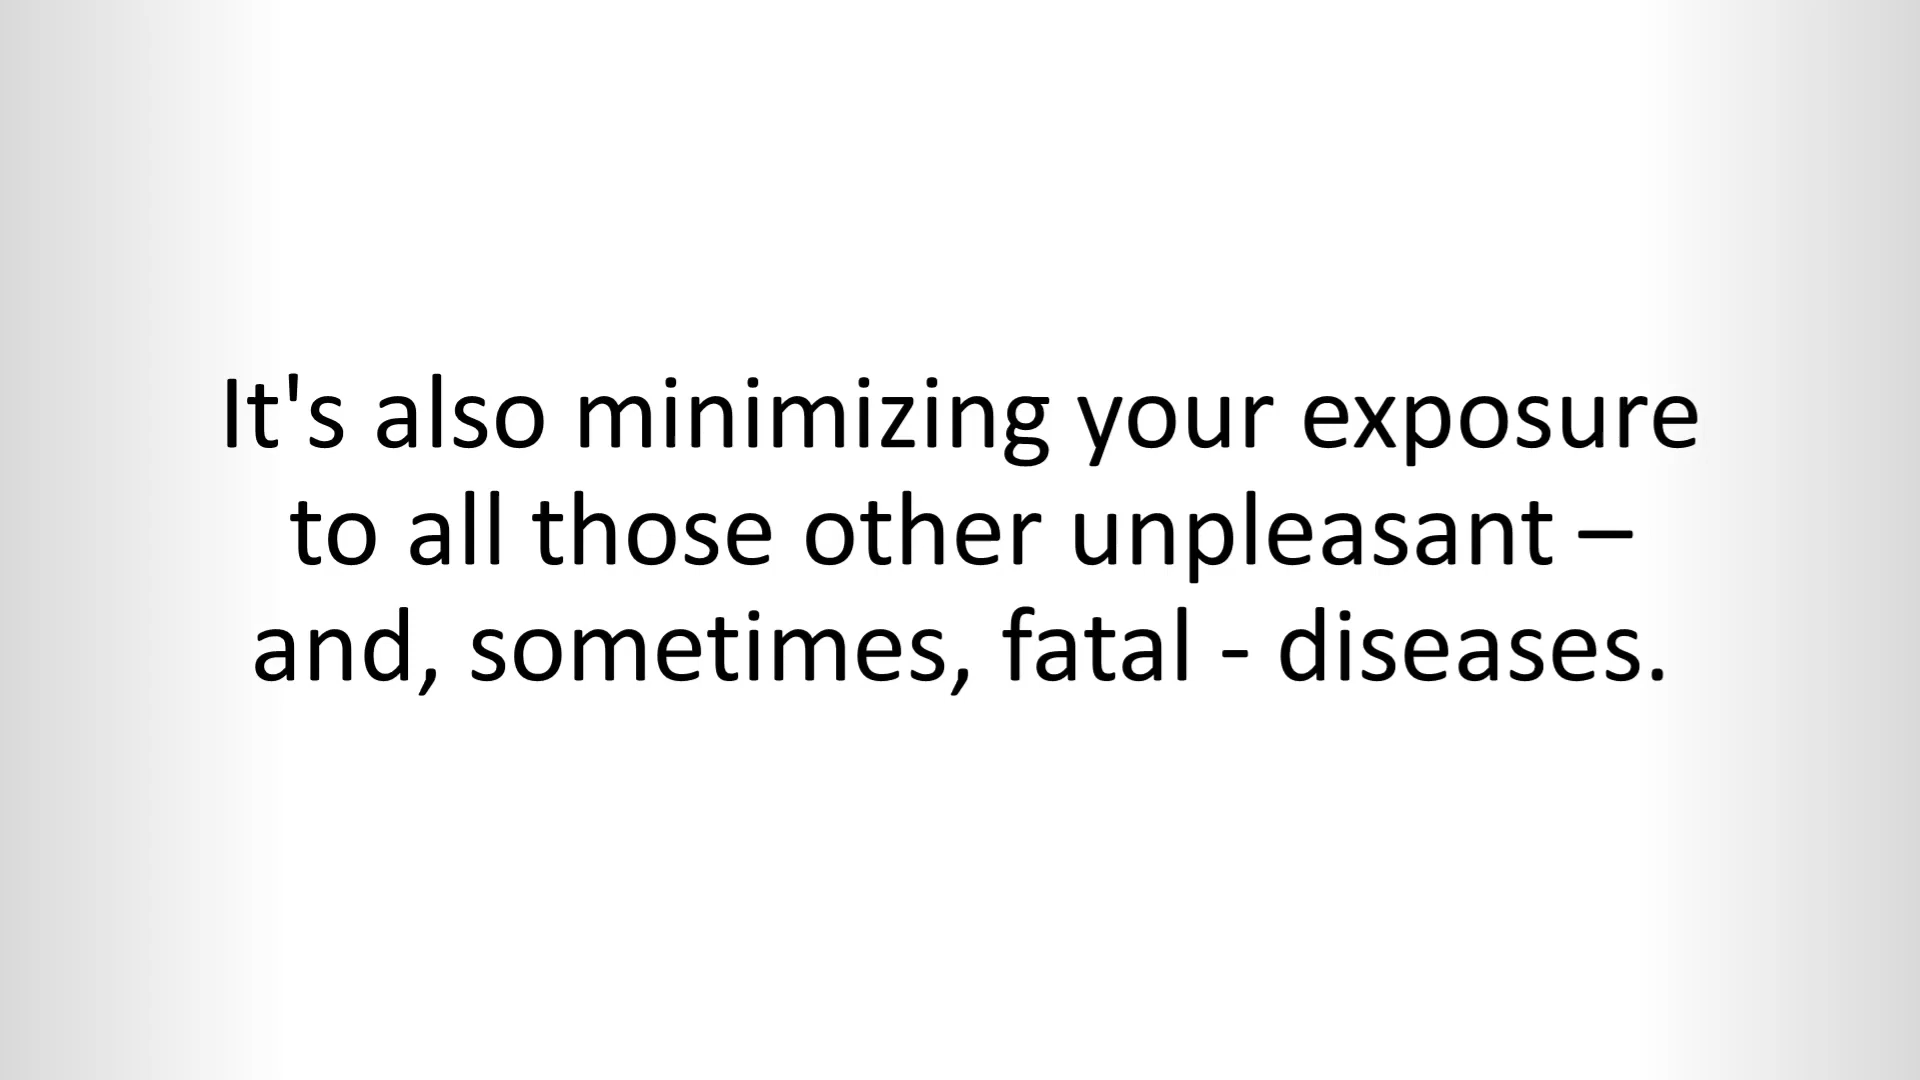 It's also minimizing your exposure
to all those other unpleasant –
and, sometimes, fatal - diseases.